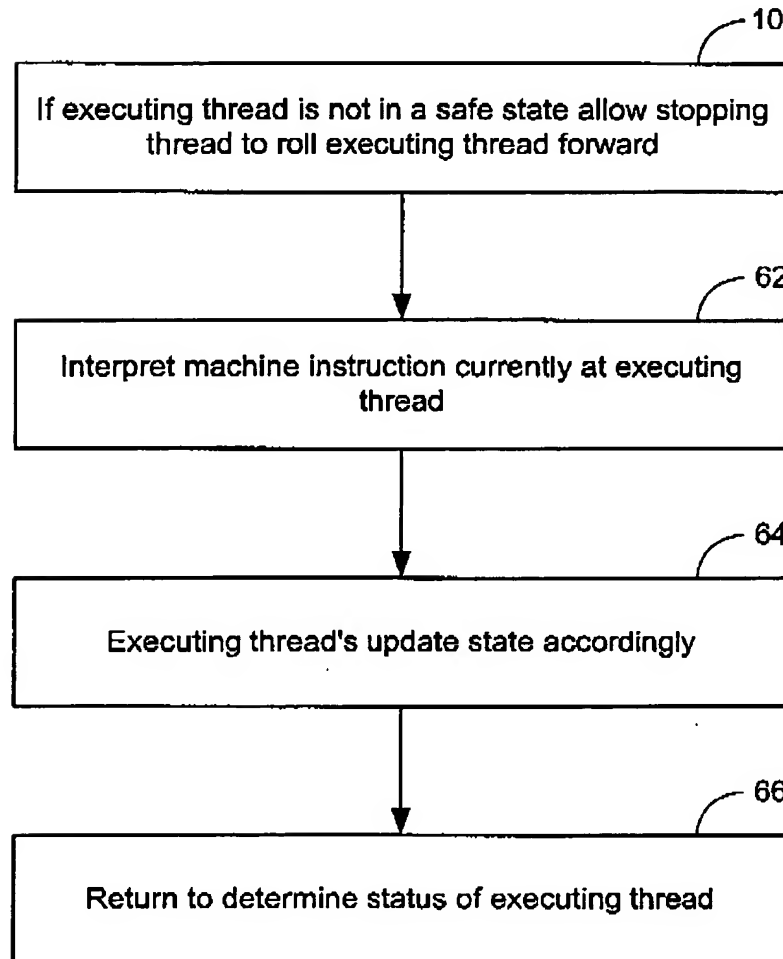 10
If executing thread is not in a safe state allow stopping
thread to roll executing thread forward
62
Interpret machine instruction currently at executing
thread
64
Executing thread's update state accordingly
66
Return to determine status of executing thread